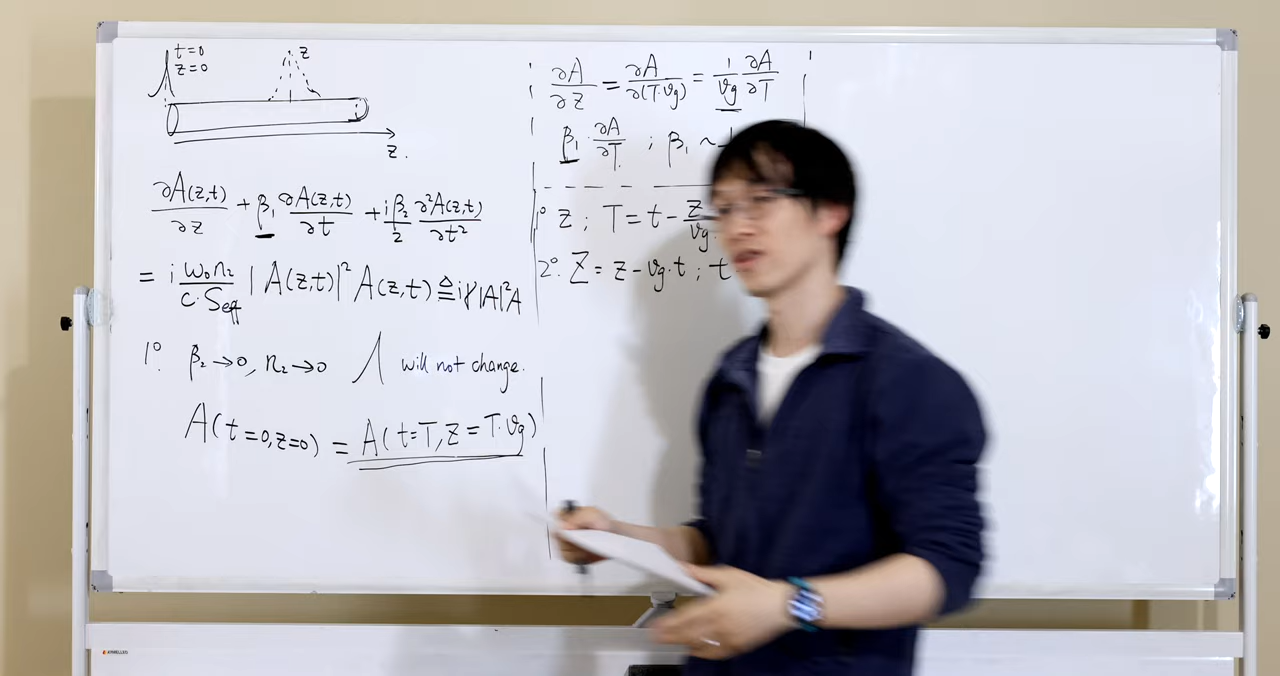 t=0
z=0
z
z.
∂A(z,t)/∂z + β₁ ∂A(z,t)/∂t + iβ₂/2 ∂²A(z,t)/∂t²
= i ω₀n₂/(c·Seff) |A(z,t)|² A(z,t) ≜ iγ|A|²A
1° β₂→0, n₂→0 will not change.
A(t=0,z=0) = A(t=T, z=T·vg)
∂A/∂z = ∂A/∂(T·vg) = 1/vg ∂A/∂T
β₁·∂A/∂T ; β₁ ~
1° z ; T = t - z/vg
2°. Z = z - vg·t ; t